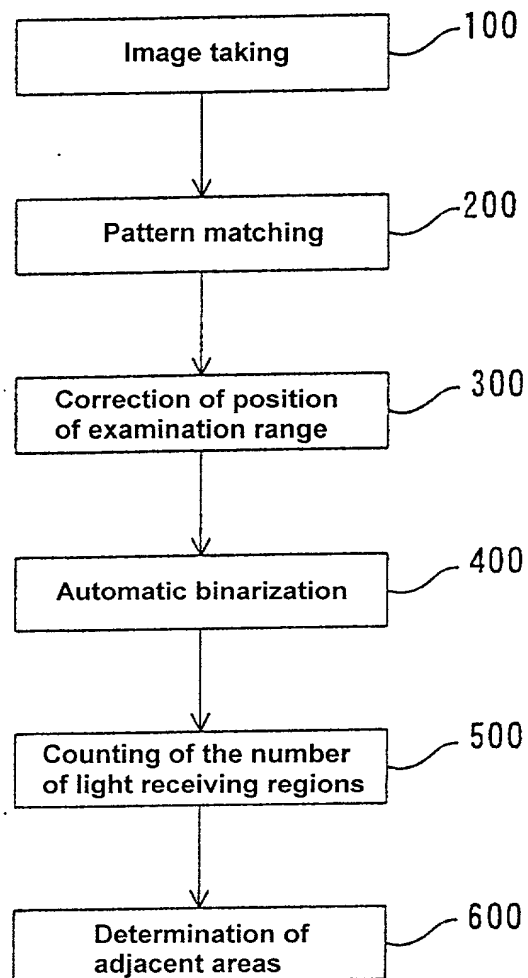 100
Image taking
200
Pattern matching
300
Correction of position
of examination range
400
Automatic binarization
500
Counting of the number
of light receiving regions
600
Determination of
adjacent areas